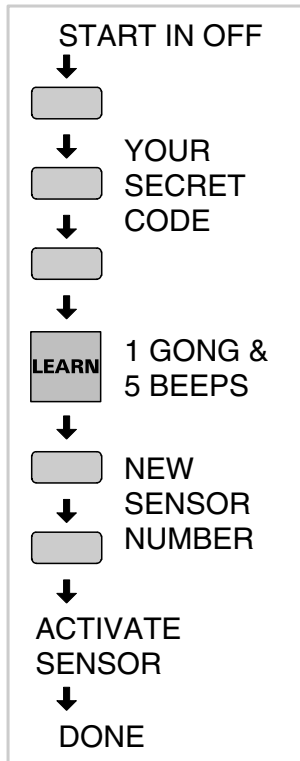 START IN OFF
YOUR
SECRET
CODE
LEARN
1 GONG &
5 BEEPS
NEW
SENSOR
NUMBER
ACTIVATE
SENSOR
DONE